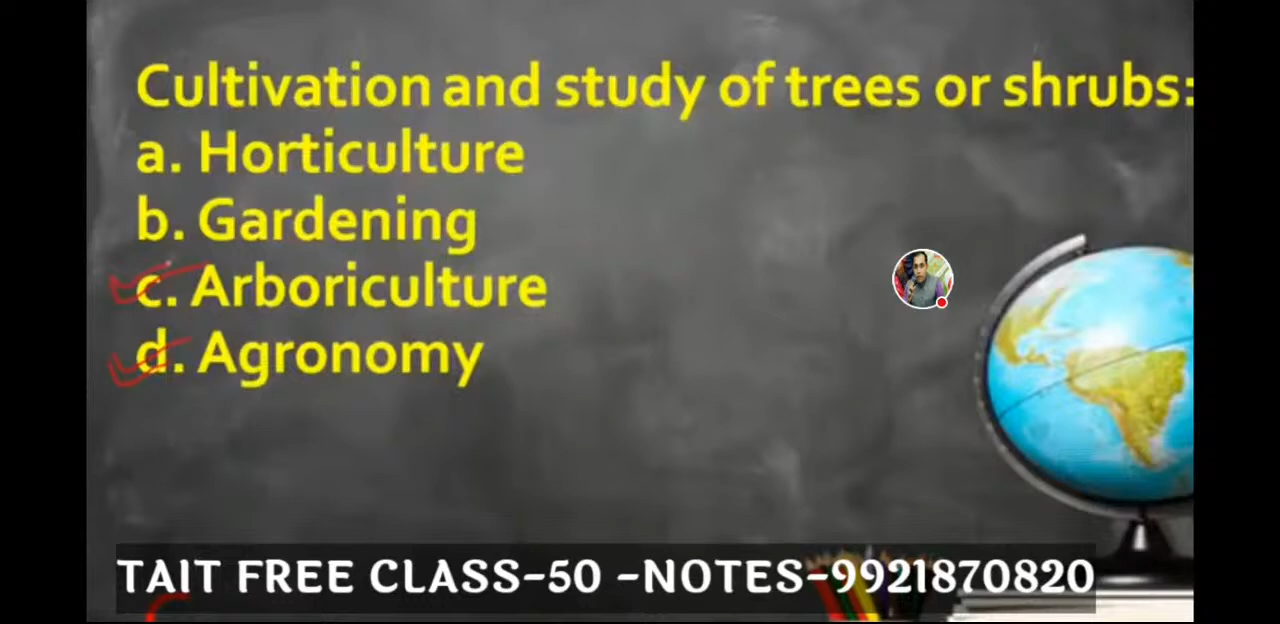 Cultivation and study of trees or shrubs:
a. Horticulture
b. Gardening
c. Arboriculture
d. Agronomy
TAIT FREE CLASS-50 -NOTES-9921870820